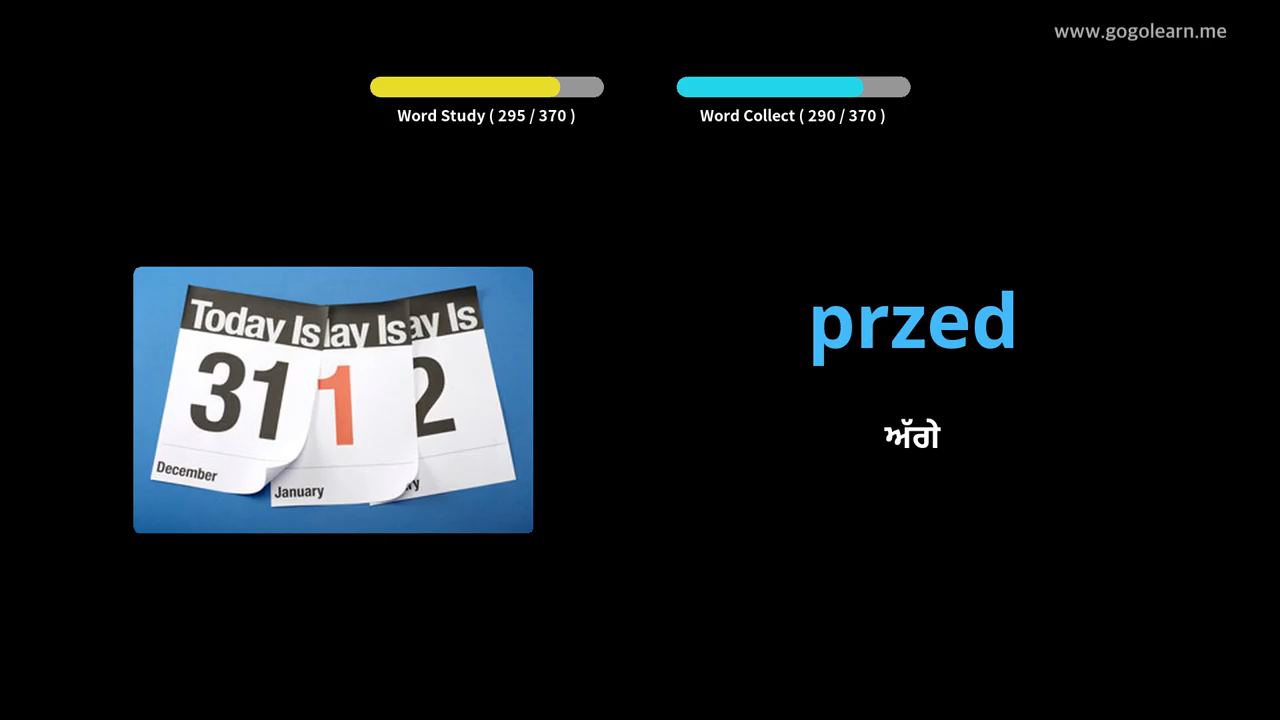 www.gogolearn.me
Word Study ( 295 / 370 )
Word Collect ( 290 / 370 )
Today Is
31
December
ay Is
1
January
ay Is
2
ry
przed
ਅੱਗੇ